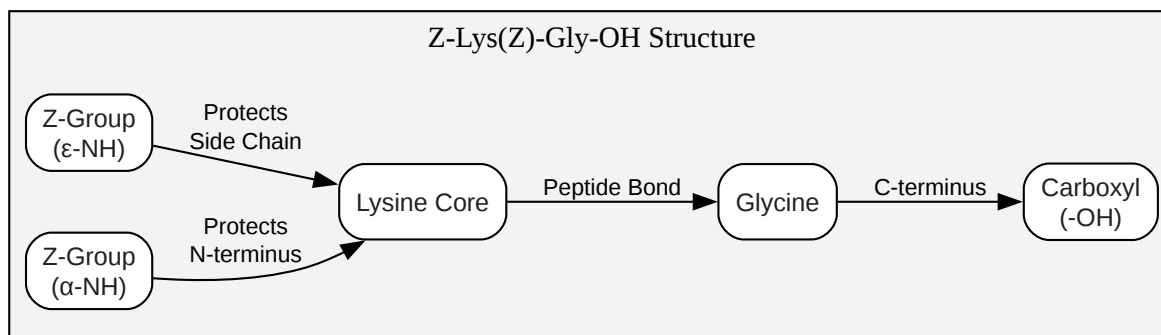 Z-Lys(Z)-Gly-OH Structure
Z-Group
(ε-NH)
Protects
Side Chain
Z-Group
(α-NH)
Protects
N-terminus
Lysine Core
Peptide Bond
Glycine
C-terminus
Carboxyl
(-OH)